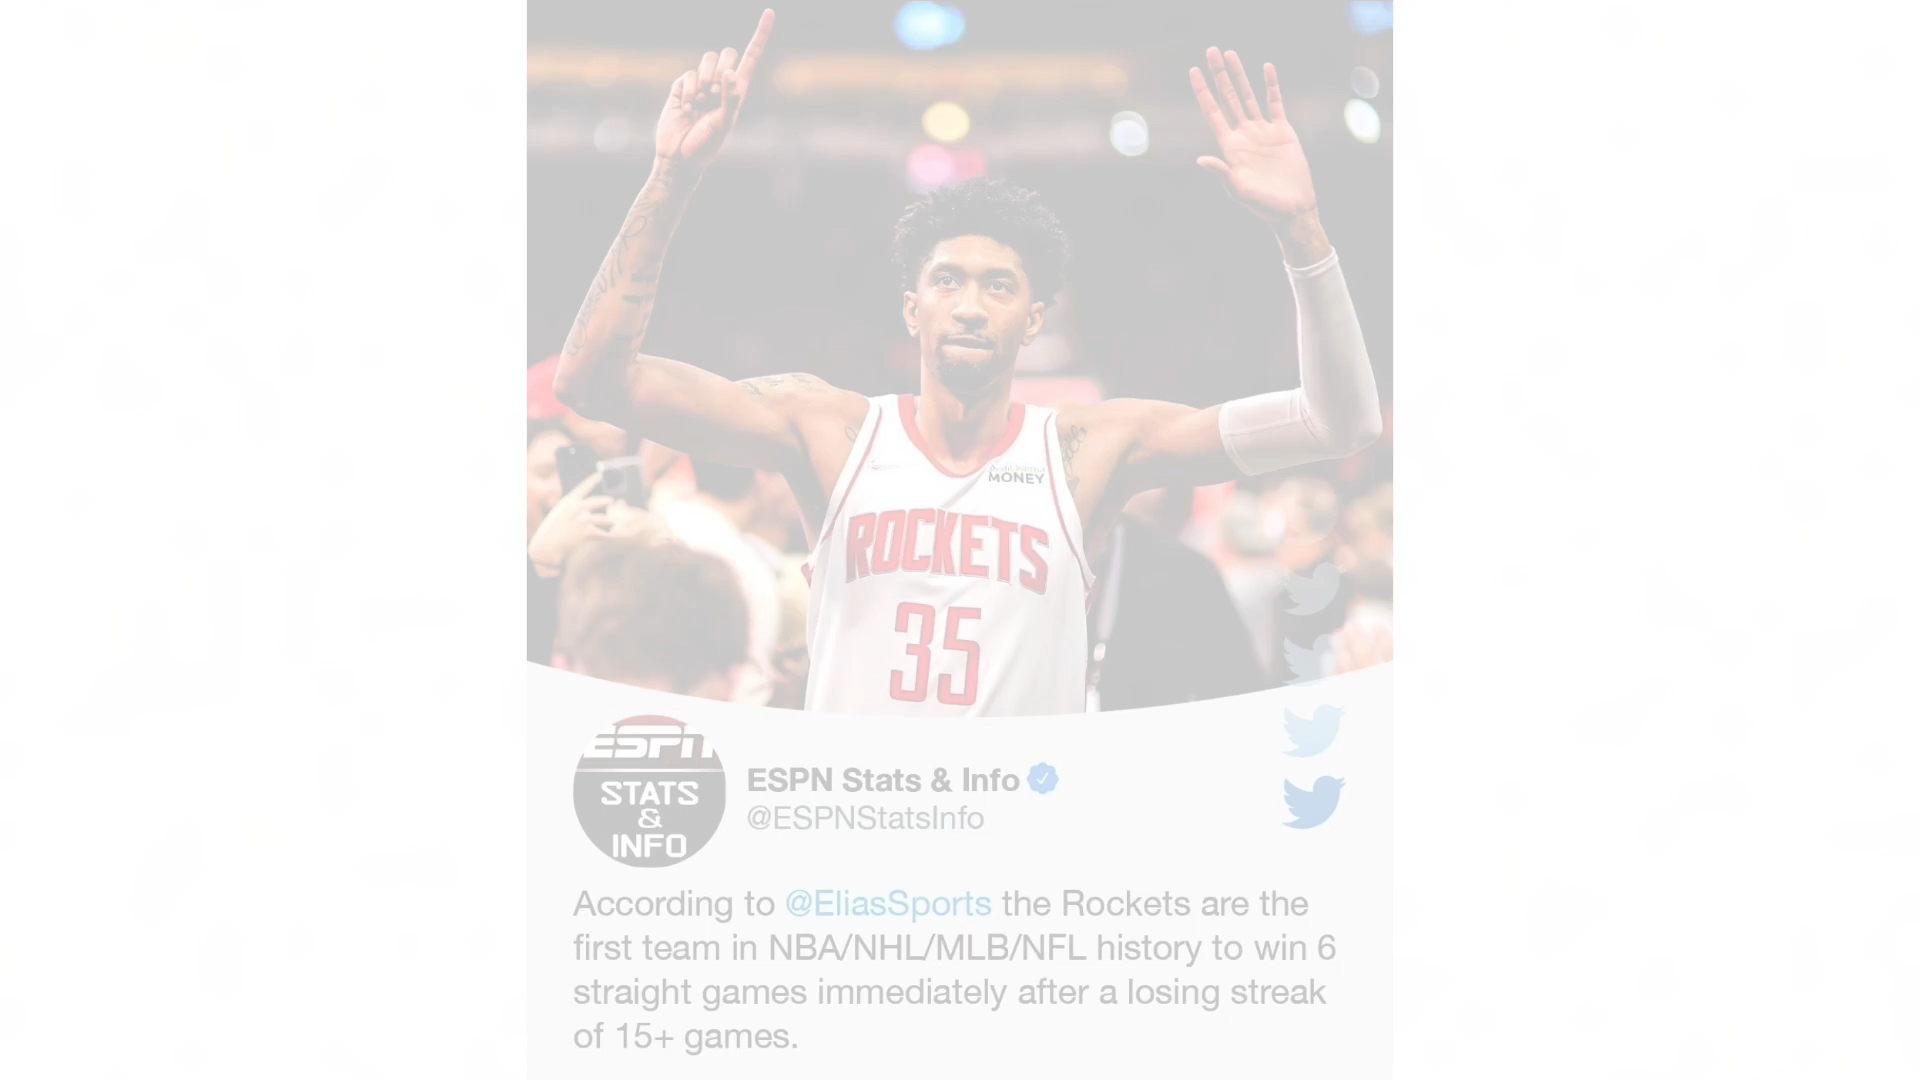 MONEY
ROCKETS
35
ESPN
STATS
&
INFO
ESPN Stats & Info
@ESPNStatsInfo
According to @EliasSports the Rockets are the
first team in NBA/NHL/MLB/NFL history to win 6
straight games immediately after a losing streak
of 15+ games.